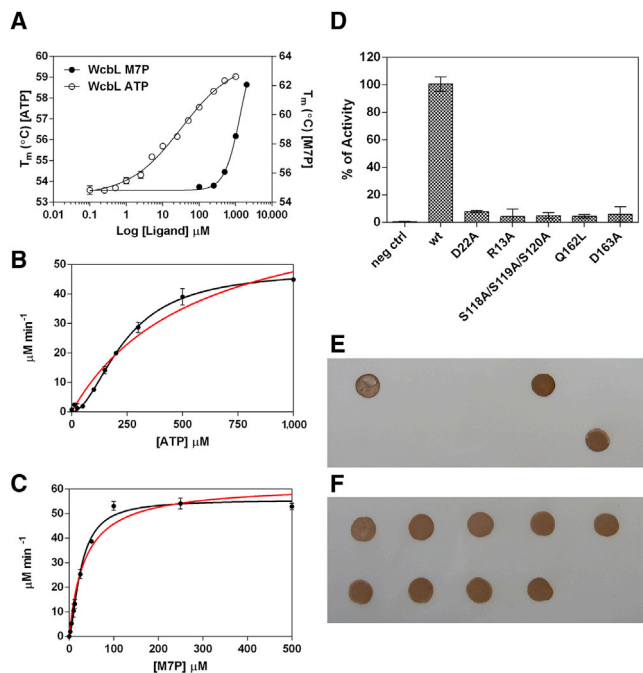 A
59
58
57
56
55
54
53
Tm (°C) [ATP]
WcbL M7P
WcbL ATP
64
62
60
58
56
54
Tm (°C) [M7P]
0.01 0.1 1 10 100 1,000 10,000
Log [Ligand] μM
B
50
40
30
20
10
0
μM min⁻¹
0 250 500 750 1,000
[ATP] μM
C
60
50
40
30
20
10
0
μM min⁻¹
0 100 200 300 400 500
[M7P] μM
D
120
100
80
60
40
20
0
% of Activity
neg ctrl
wt
D22A
R13A
S118A/S119A/S120A
Q162L
D163A
E
F